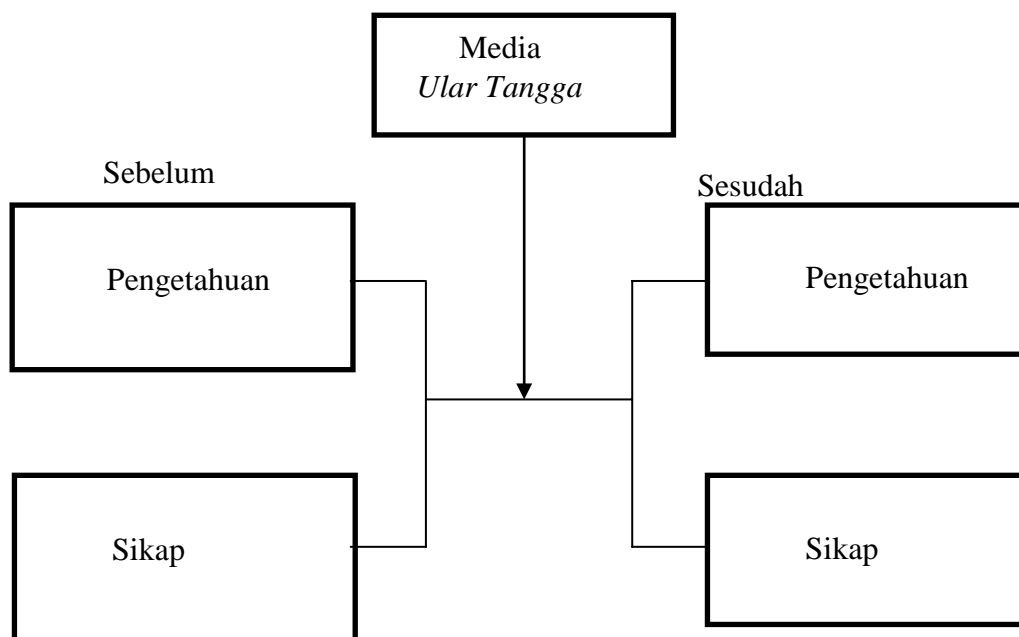 Media
Ular Tangga
Sebelum
Sesudah
Pengetahuan
Pengetahuan
Sikap
Sikap